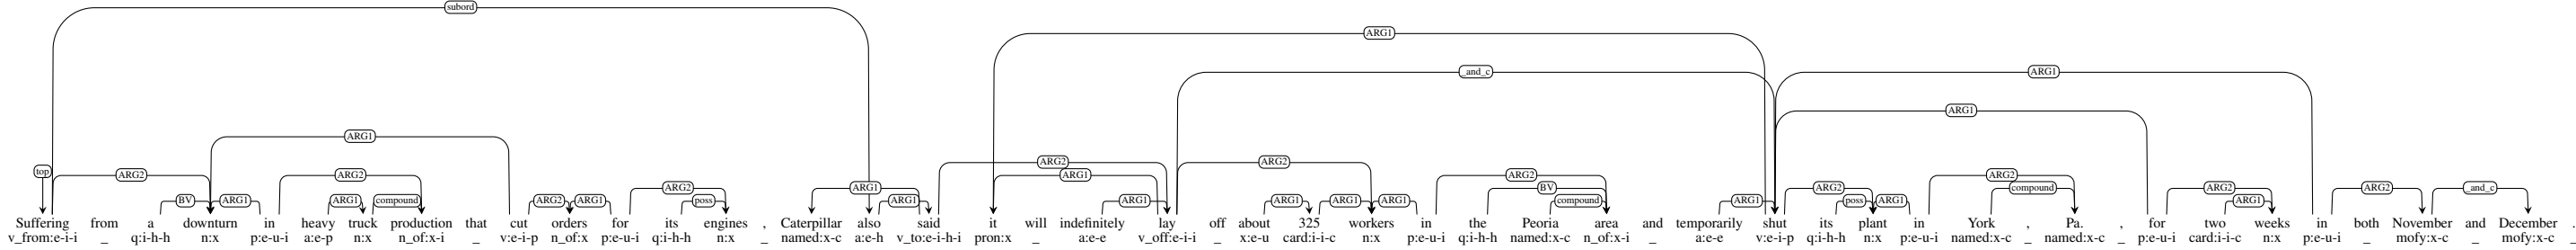 subord
ARG1
_and_c ARG1
ARG1
ARG1
ARG2 ARG2
top ARG2 ARG2 ARG1 ARG2 ARG2
ARG2 ARG1 BV compound ARG2 ARG2 _and_c
BV ARG1 ARG1 compound ARG2 ARG1 poss ARG1 ARG1 ARG1 ARG1 ARG1 compound ARG1 poss ARG1 ARG1
Suffering from a downturn in heavy truck production that cut orders for its engines , Caterpillar also said it will indefinitely lay off about 325 workers in the Peoria area and temporarily shut its plant in York , Pa. , for two weeks in both November and December
v_from:e-i-i _ q:i-h-h n:x p:e-u-i a:e-p n:x n_of:x-i _ v:e-i-p n_of:x p:e-u-i q:i-h-h n:x _ named:x-c a:e-h v_to:e-i-h-i pron:x _ a:e-e v_off:e-i-i _ x:e-u card:i-i-c n:x p:e-u-i q:i-h-h named:x-c n_of:x-i _ a:e-e v:e-i-p q:i-h-h n:x p:e-u-i named:x-c _ named:x-c _ p:e-u-i card:i-i-c n:x p:e-u-i _ mofy:x-c _ mofy:x-c